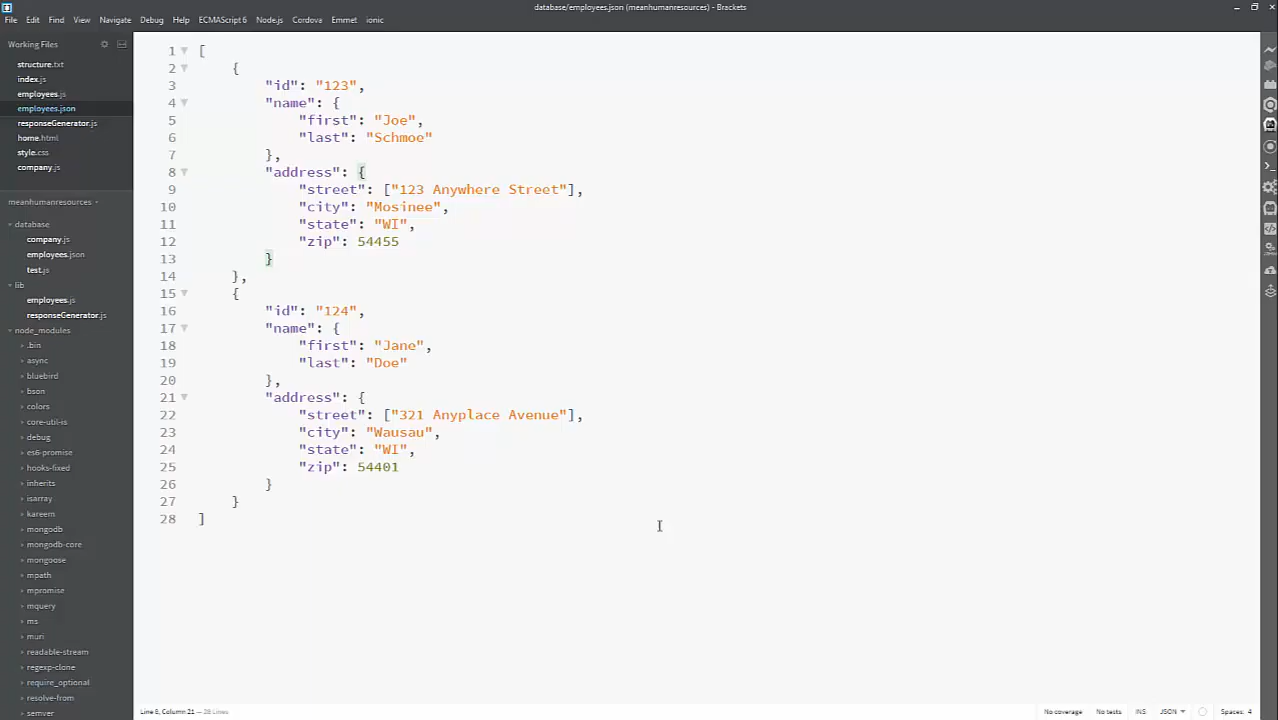 database/employees.json (meanhumanresources) - Brackets
File Edit Find View Navigate Debug Help ECMAScript 6 Node.js Cordova Emmet ionic
Working Files
structure.txt
index.js
employees.js
employees.json
responseGenerator.js
home.html
style.css
company.js
meanhumanresources
database
company.js
employees.json
test.js
lib
employees.js
responseGenerator.js
node_modules
.bin
async
bluebird
bson
colors
core-util-is
debug
es6-promise
hooks-fixed
inherits
isarray
kareem
mongodb
mongodb-core
mongoose
mpath
mpromise
mquery
ms
muri
readable-stream
regexp-clone
require_optional
resolve-from
semver
1 [
2 {
3 "id": "123",
4 "name": {
5 "first": "Joe",
6 "last": "Schmoe"
7 },
8 "address": {
9 "street": ["123 Anywhere Street"],
10 "city": "Mosinee",
11 "state": "WI",
12 "zip": 54455
13 }
14 },
15 {
16 "id": "124",
17 "name": {
18 "first": "Jane",
19 "last": "Doe"
20 },
21 "address": {
22 "street": ["321 Anyplace Avenue"],
23 "city": "Wausau",
24 "state": "WI",
25 "zip": 54401
26 }
27 }
28 ]
Line 8, Column 21 — 28 Lines
No coverage No tests INS JSON Spaces: 4